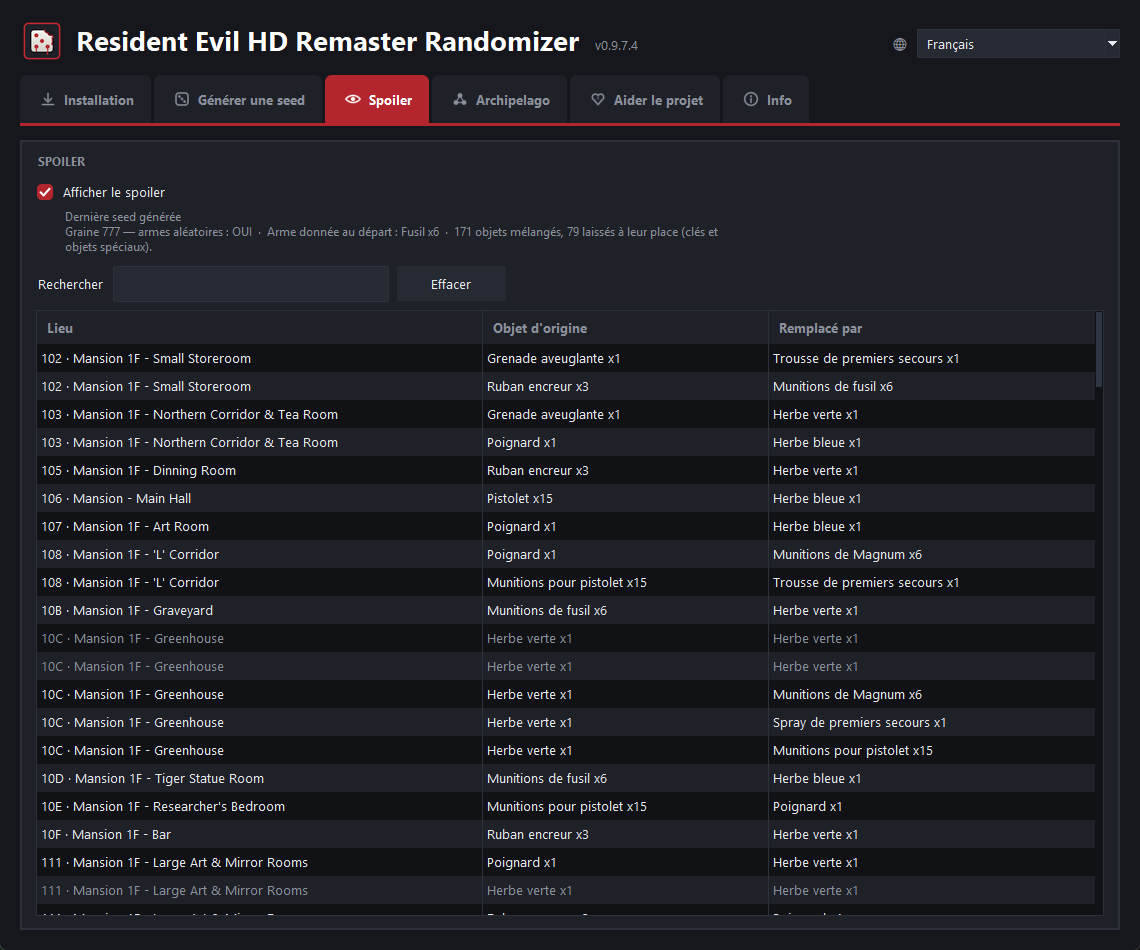 Resident Evil HD Remaster Randomizer v0.9.7.4
Français
Installation Générer une seed Spoiler Archipelago Aider le projet Info
SPOILER
Afficher le spoiler
Dernière seed générée
Graine 777 — armes aléatoires : OUI · Arme donnée au départ : Fusil x6 · 171 objets mélangés, 79 laissés à leur place (clés et
objets spéciaux).
Rechercher Effacer
Lieu Objet d'origine Remplacé par
102 · Mansion 1F - Small Storeroom Grenade aveuglante x1 Trousse de premiers secours x1
102 · Mansion 1F - Small Storeroom Ruban encreur x3 Munitions de fusil x6
103 · Mansion 1F - Northern Corridor & Tea Room Grenade aveuglante x1 Herbe verte x1
103 · Mansion 1F - Northern Corridor & Tea Room Poignard x1 Herbe bleue x1
105 · Mansion 1F - Dinning Room Ruban encreur x3 Herbe verte x1
106 · Mansion - Main Hall Pistolet x15 Herbe bleue x1
107 · Mansion 1F - Art Room Poignard x1 Herbe bleue x1
108 · Mansion 1F - 'L' Corridor Poignard x1 Munitions de Magnum x6
108 · Mansion 1F - 'L' Corridor Munitions pour pistolet x15 Trousse de premiers secours x1
10B · Mansion 1F - Graveyard Munitions de fusil x6 Herbe verte x1
10C · Mansion 1F - Greenhouse Herbe verte x1 Herbe verte x1
10C · Mansion 1F - Greenhouse Herbe verte x1 Herbe verte x1
10C · Mansion 1F - Greenhouse Herbe verte x1 Munitions de Magnum x6
10C · Mansion 1F - Greenhouse Herbe verte x1 Spray de premiers secours x1
10C · Mansion 1F - Greenhouse Herbe verte x1 Munitions pour pistolet x15
10D · Mansion 1F - Tiger Statue Room Munitions de fusil x6 Herbe bleue x1
10E · Mansion 1F - Researcher's Bedroom Munitions pour pistolet x15 Poignard x1
10F · Mansion 1F - Bar Ruban encreur x3 Herbe verte x1
111 · Mansion 1F - Large Art & Mirror Rooms Poignard x1 Herbe verte x1
111 · Mansion 1F - Large Art & Mirror Rooms Herbe verte x1 Herbe verte x1